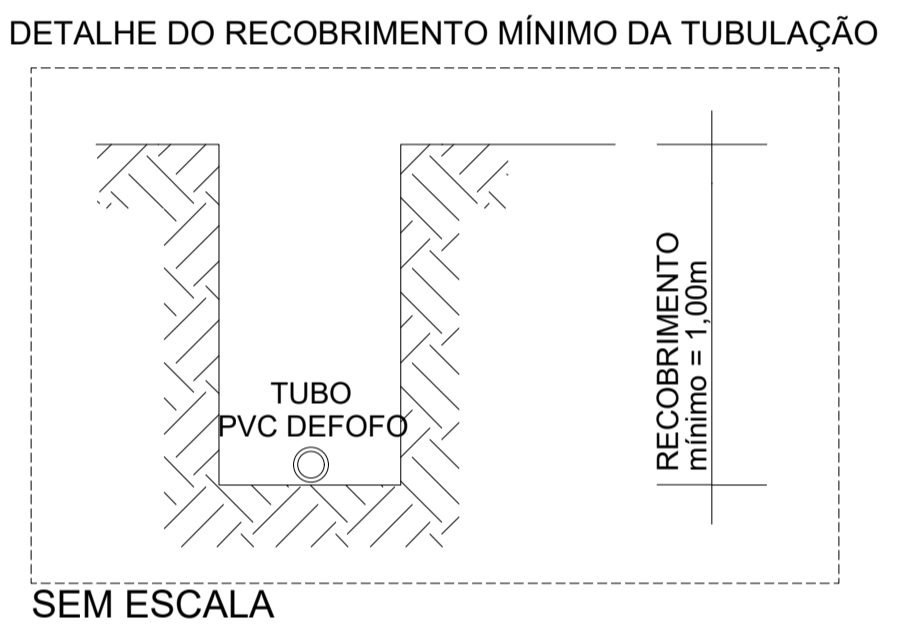 DETALHE DO RECOBRIMENTO MÍNIMO DA TUBULAÇÃO
TUBO
PVC DEFOFO
RECOBRIMENTO
mínimo = 1,00m
SEM ESCALA